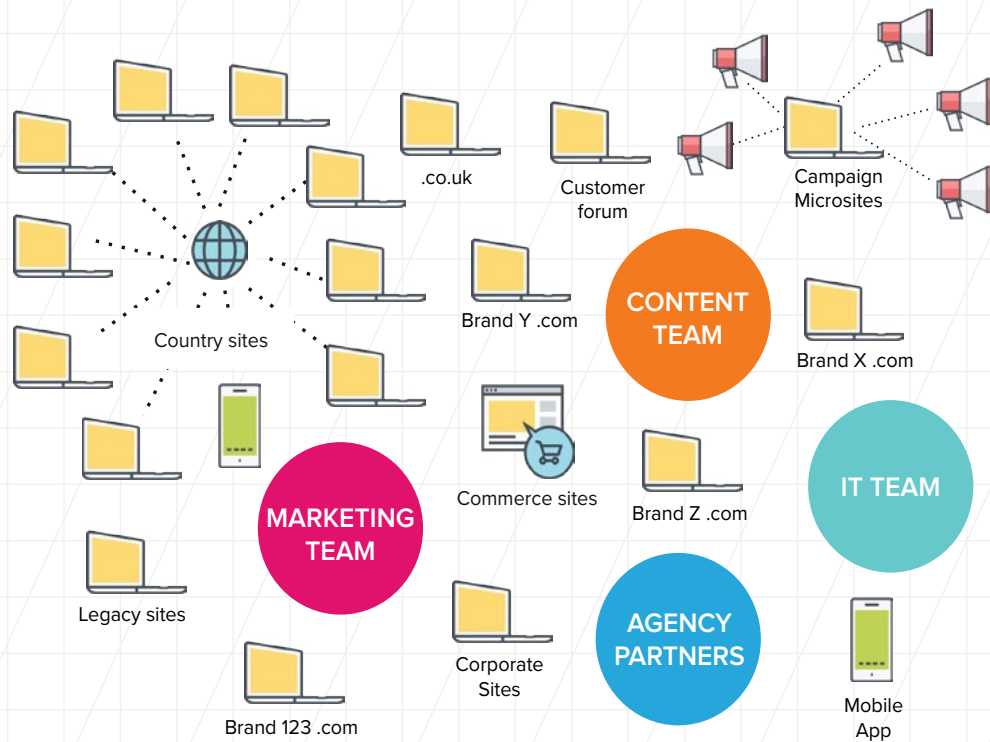 .co.uk
Customer
forum
Campaign
Microsites
Country sites
Brand Y .com
CONTENT
TEAM
Brand X .com
MARKETING
TEAM
Commerce sites
Brand Z .com
IT TEAM
Legacy sites
Brand 123 .com
Corporate
Sites
AGENCY
PARTNERS
Mobile
App